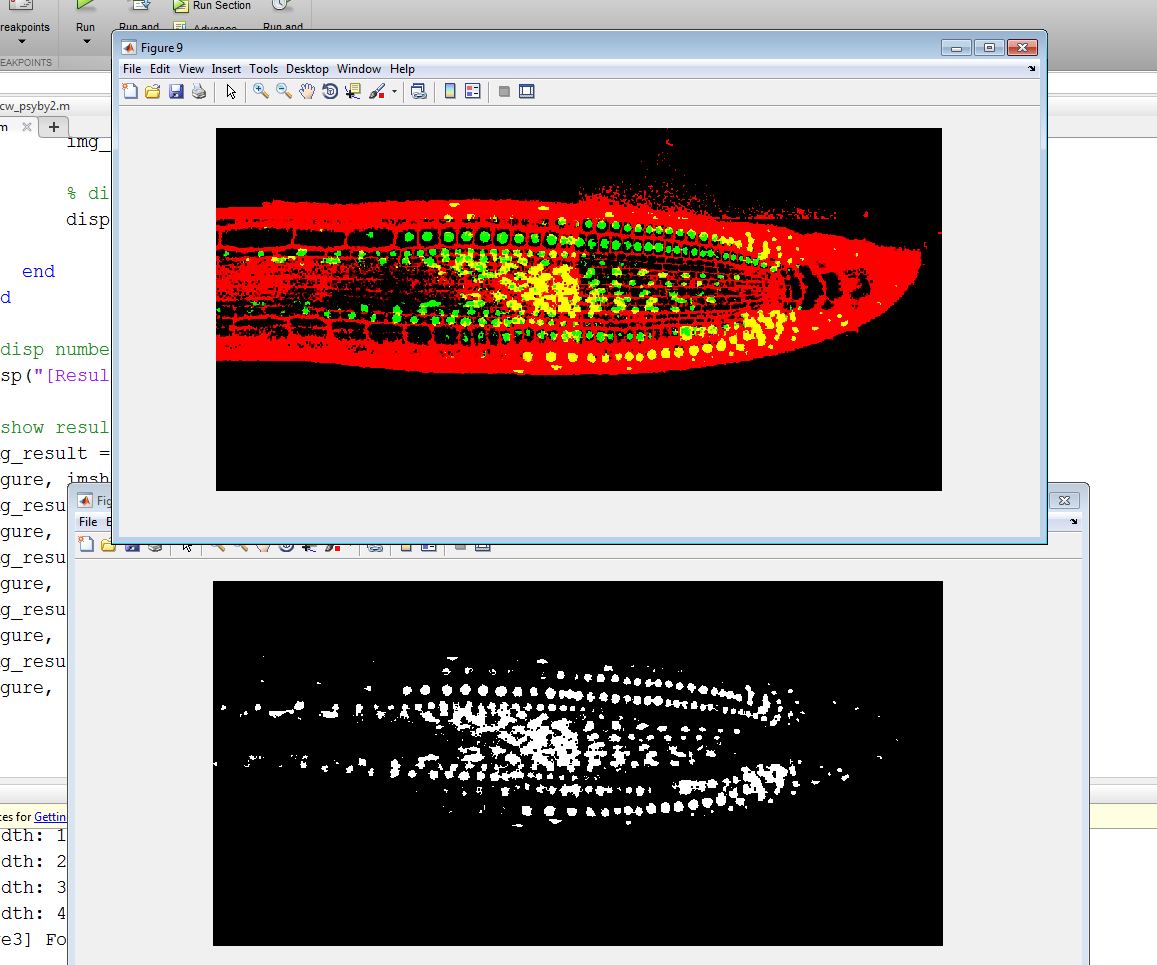 Run Section
reakpoints
Run
Run and
Advance
Run and
EAKPOINTS
Figure 9
File Edit View Insert Tools Desktop Window Help
cw_psyby2.m
m
img_
% di
disp
end
d
disp numbe
sp("[Resul
show resul
g_result =
gure, imsh
g_resu
gure,
g_resu
gure,
g_resu
gure,
g_resu
gure,
Fig
File E
ces for Gettin
dth: 1
dth: 2
dth: 3
dth: 4
re3] Fo